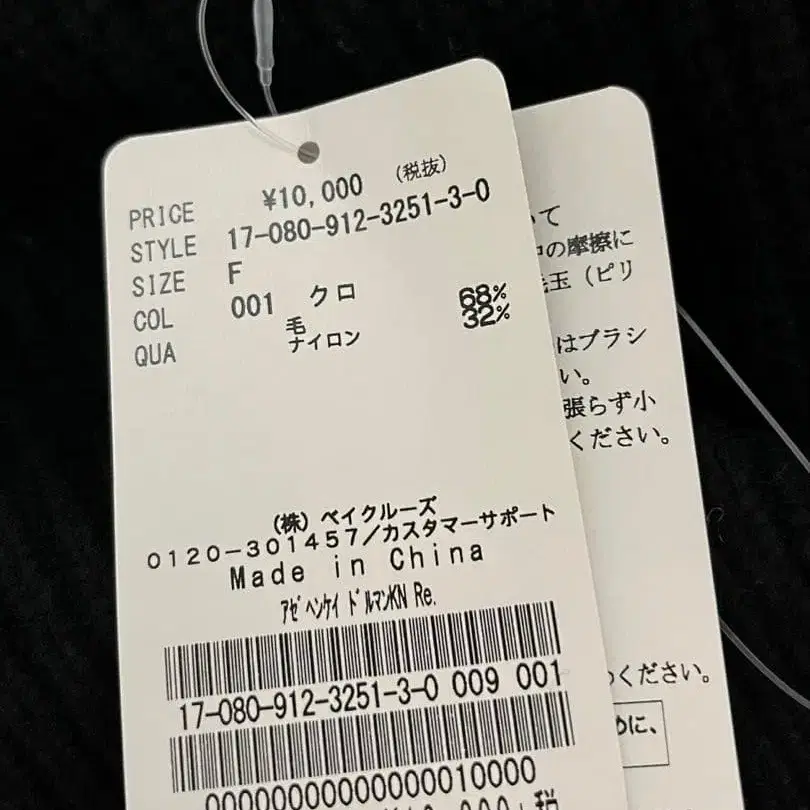 PRICE ¥10,000 (税抜)
STYLE 17-080-912-3251-3-0
SIZE F
COL 001 クロ
QUA 毛 68%
ナイロン 32%
(株) ベイクルーズ
0120-301457/カスタマーサポート
Made in China
ｱｾﾞﾍﾝｹｲﾄﾞﾙﾏﾝKN Re.
17-080-912-3251-3-0 009 001
00000000000000010000
いて
の摩擦に
玉（ピリ
はブラシ
い。
張らず小
ください。
ください。
めに、